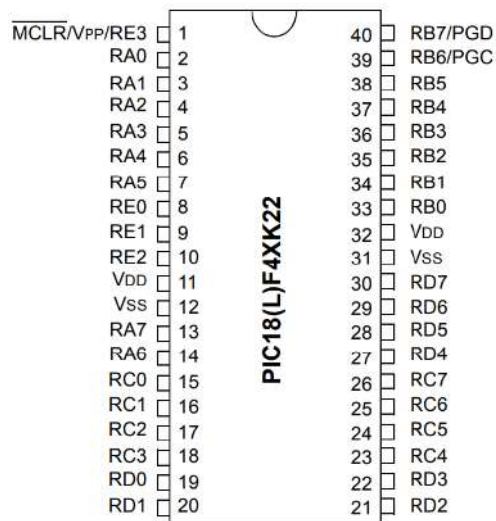 MCLR/VPP/RE3 1 40 RB7/PGD
RA0 2 39 RB6/PGC
RA1 3 38 RB5
RA2 4 37 RB4
RA3 5 36 RB3
RA4 6 35 RB2
RA5 7 34 RB1
RE0 8 33 RB0
RE1 9 32 VDD
RE2 10 31 VSS
VDD 11 30 RD7
VSS 12 29 RD6
RA7 13 28 RD5
RA6 14 27 RD4
RC0 15 26 RC7
RC1 16 25 RC6
RC2 17 24 RC5
RC3 18 23 RC4
RD0 19 22 RD3
RD1 20 21 RD2
PIC18(L)F4XK22